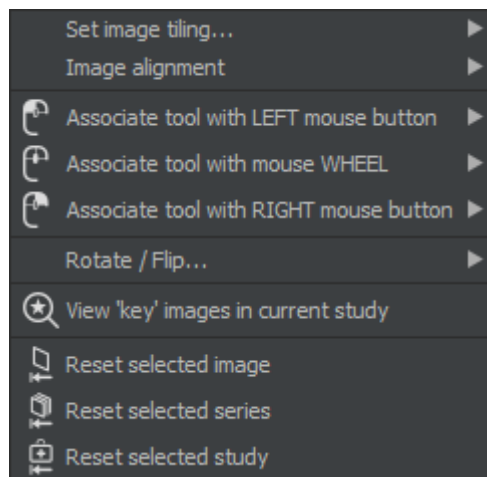 Set image tiling...
Image alignment
Associate tool with LEFT mouse button
Associate tool with mouse WHEEL
Associate tool with RIGHT mouse button
Rotate / Flip...
View 'key' images in current study
Reset selected image
Reset selected series
Reset selected study